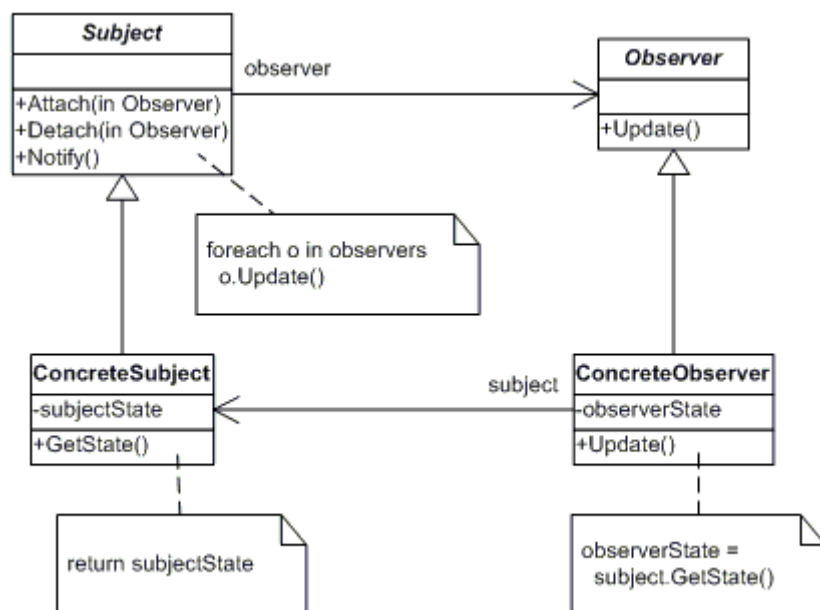 Subject
observer
Observer
+Attach(in Observer)
+Detach(in Observer)
+Notify()
+Update()
foreach o in observers
o.Update()
ConcreteSubject
-subjectState
+GetState()
subject
ConcreteObserver
-observerState
+Update()
return subjectState
observerState =
subject.GetState()